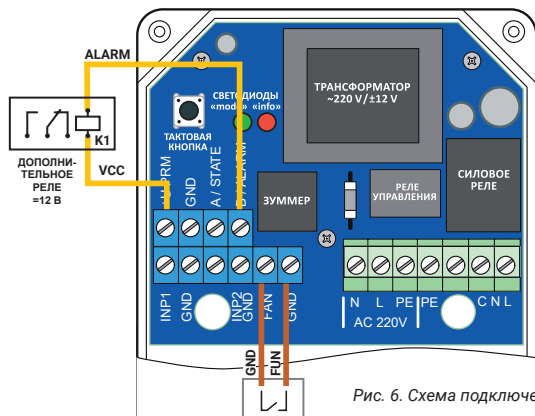 ALARM
K1
ДОПОЛНИ-
ТЕЛЬНОЕ
РЕЛЕ
=12 В
VCC
ТАКТОВАЯ
КНОПКА
СВЕТОДИОДЫ
«mode» «info»
ТРАНСФОРМАТОР
~220 V/±12 V
GND
A / STATE
B / ALARM
ЗУММЕР
РЕЛЕ
УПРАВЛЕНИЯ
СИЛОВОЕ
РЕЛЕ
INP1
GND
INP2
GND
FAN
GND
N L PE PE C N L
AC 220V
GND
FUN
Рис. 6. Схема подключе